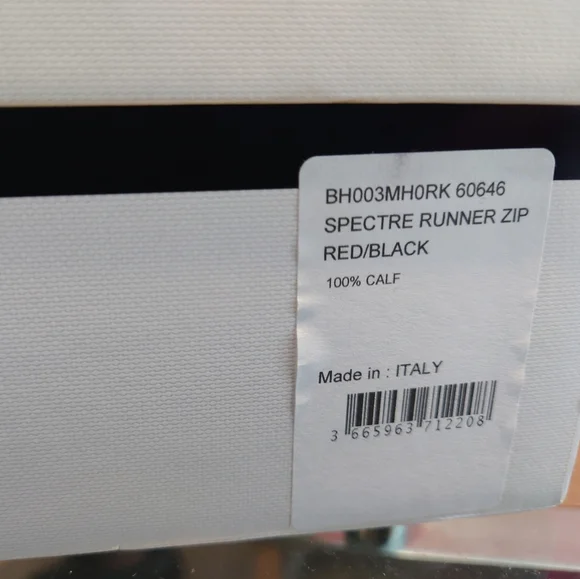 BH003MH0RK 60646
SPECTRE RUNNER ZIP
RED/BLACK
100% CALF
Made in : ITALY
3 665963 712208